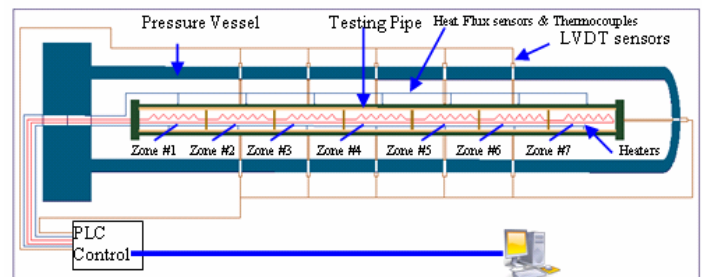 Pressure Vessel
Testing Pipe
Heat Flux sensors & Thermocouples
LVDT sensors
Zone #1
Zone #2
Zone #3
Zone #4
Zone #5
Zone #6
Zone #7
Heaters
PLC
Control